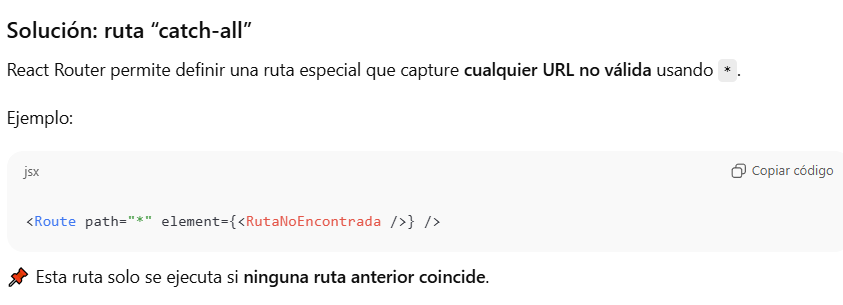 Solución: ruta “catch-all”
React Router permite definir una ruta especial que capture cualquier URL no válida usando *.
Ejemplo:
jsx
Copiar código
<Route path="*" element={<RutaNoEncontrada />} />
📌 Esta ruta solo se ejecuta si ninguna ruta anterior coincide.